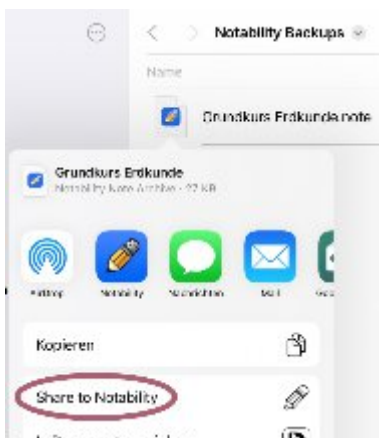 Notability Backups
Name
Grundkurs Erdkunde.note
Grundkurs Erdkunde
Notability Note Archive · 27 KB
AirDrop Notability Nachrichten Mail
Kopieren
Share to Notability